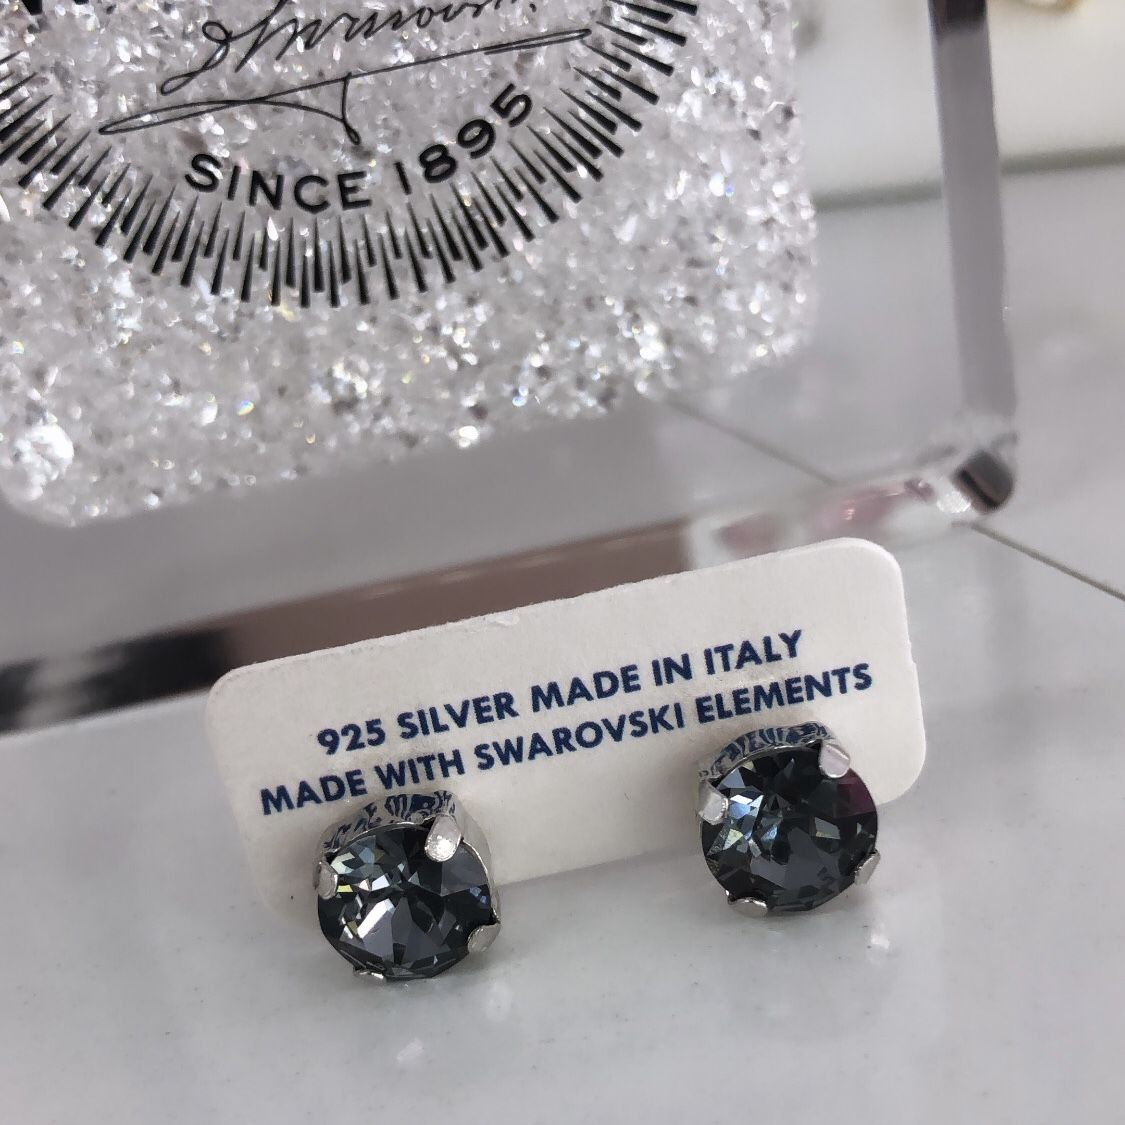 SINCE 1895
925 SILVER MADE IN ITALY
MADE WITH SWAROVSKI ELEMENTS